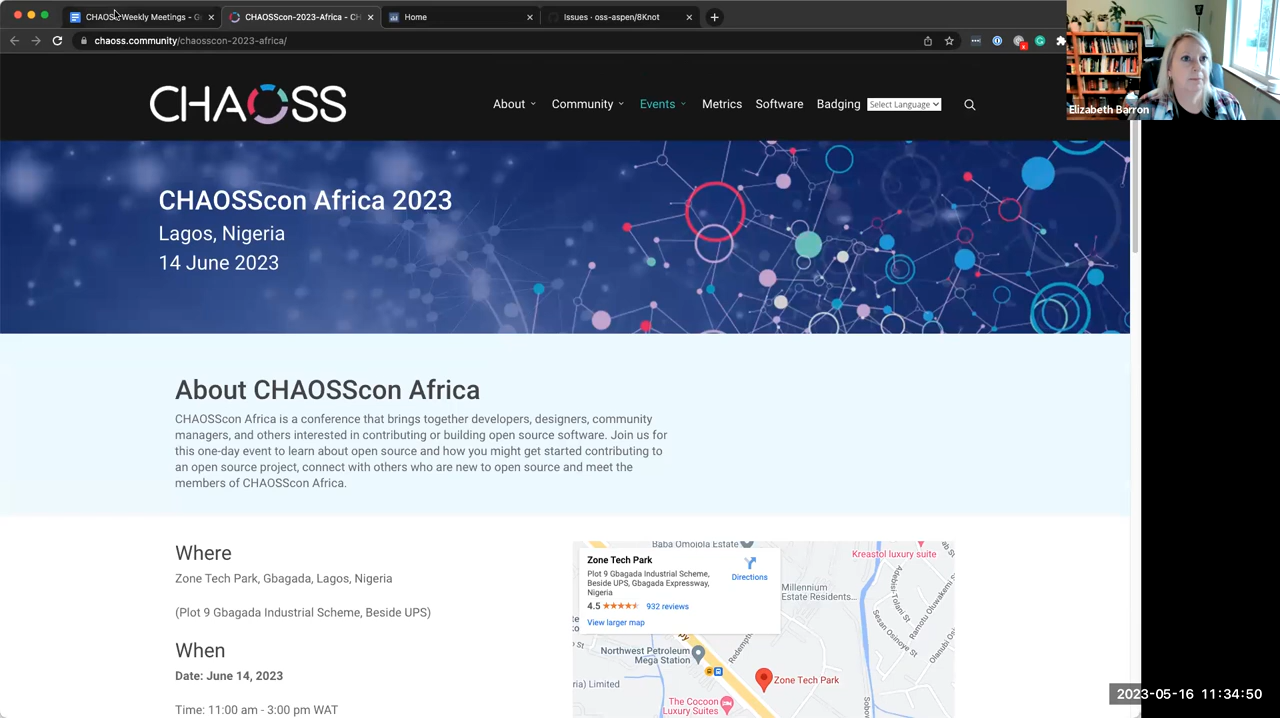 CHAOSS Weekly Meetings - G
CHAOSScon-2023-Africa - CH
Home
Issues · oss-aspen/8Knot
chaoss.community/chaosscon-2023-africa/
CHAOSS
About
Community
Events
Metrics
Software
Badging
Select Language
Elizabeth Barron
CHAOSScon Africa 2023
Lagos, Nigeria
14 June 2023
About CHAOSScon Africa
CHAOSScon Africa is a conference that brings together developers, designers, community
managers, and others interested in contributing or building open source software. Join us for
this one-day event to learn about open source and how you might get started contributing to
an open source project, connect with others who are new to open source and meet the
members of CHAOSScon Africa.
Where
Zone Tech Park, Gbagada, Lagos, Nigeria
(Plot 9 Gbagada Industrial Scheme, Beside UPS)
When
Date: June 14, 2023
Time: 11:00 am - 3:00 pm WAT
Baba Omojola Estate
Kreastol luxury suite
Zone Tech Park
Plot 9 Gbagada Industrial Scheme,
Beside UPS, Gbagada Expressway,
Nigeria
4.5
932 reviews
View larger map
Directions
Millennium
Estate Residents...
Northwest Petroleum
Mega Station
ria) Limited
Zone Tech Park
The Cocoon
Luxury Suites
Sasan Osinoye St
Ramotu Oluwakemi
2023-05-16 11:34:50